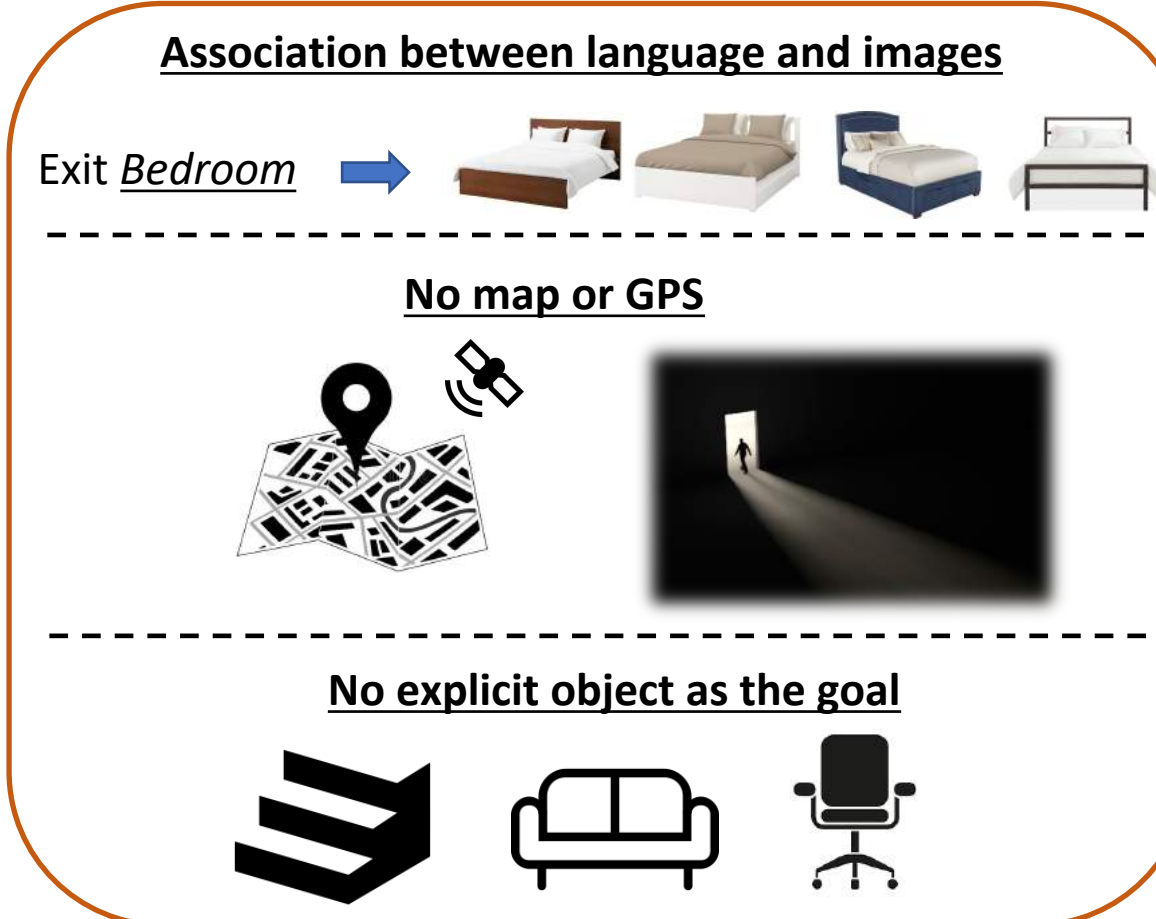 Association between language and images
Exit Bedroom
No map or GPS
No explicit object as the goal